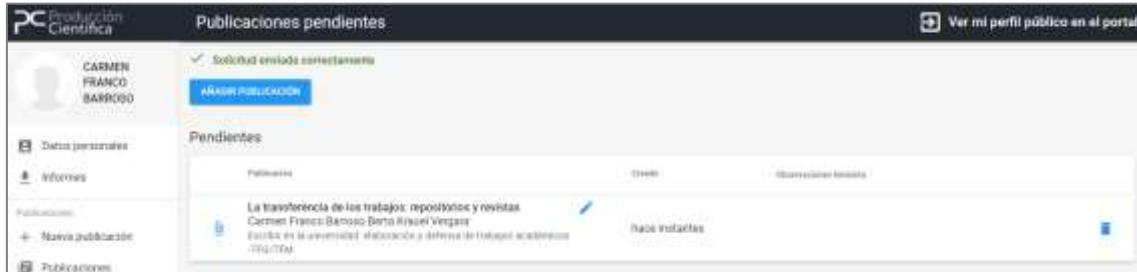 Producción
Científica
Publicaciones pendientes
Ver mi perfil público en el portal
CARMEN
FRANCO
BARROSO
Solicitud enviada correctamente
AÑADIR PUBLICACIÓN
Pendientes
Datos personales
Informes
Publicación
Creado
Observaciones
La transferencia de los trabajos: repositorios y revistas
Carmen Franco Barroso Berta Krauel Vergara
Escribir en la universidad: elaboración y defensa de trabajos académicos
-TFG/TFM
hace instantes
Publicaciones
Nueva publicación
Publicaciones